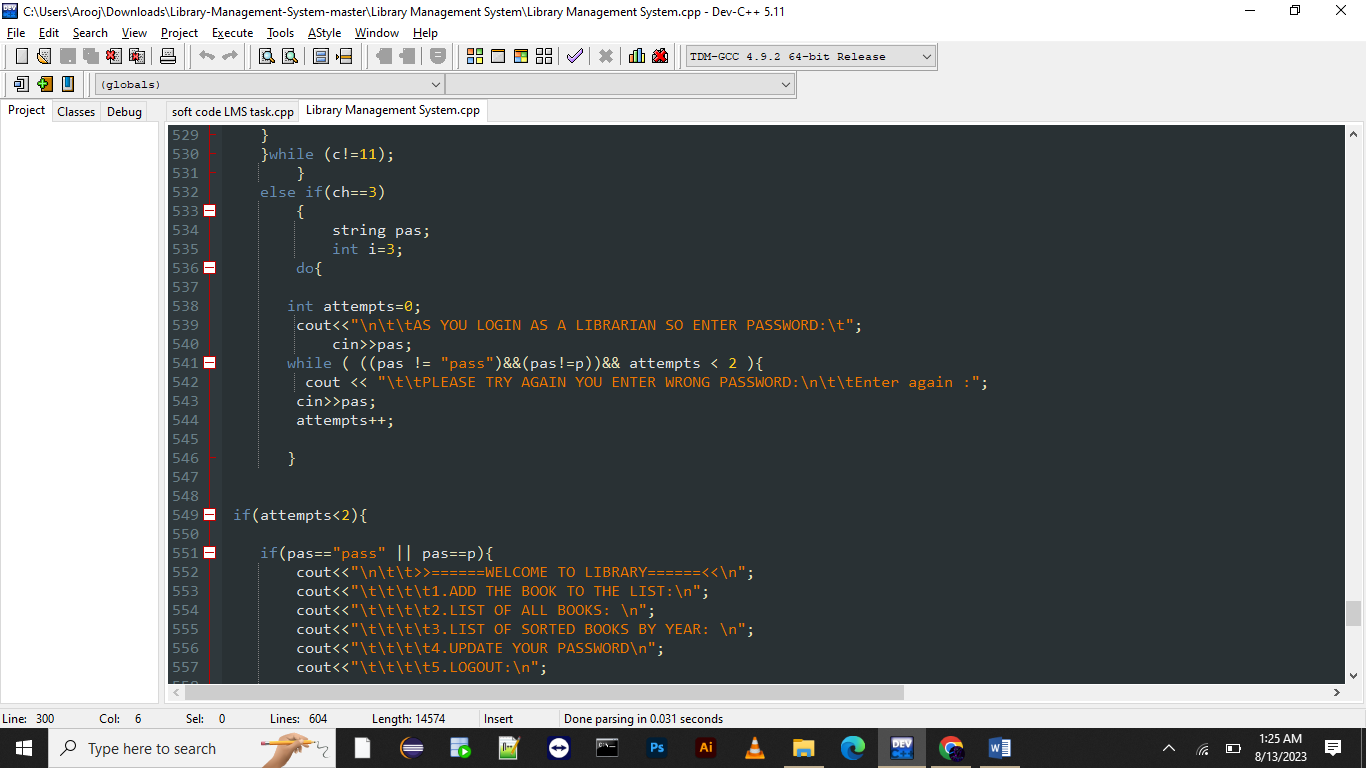 C:\Users\Arooj\Downloads\Library-Management-System-master\Library Management System\Library Management System.cpp - Dev-C++ 5.11
File Edit Search View Project Execute Tools AStyle Window Help
TDM-GCC 4.9.2 64-bit Release
(globals)
Project Classes Debug soft code LMS task.cpp Library Management System.cpp
529 }
530 }while (c!=11);
531 }
532 else if(ch==3)
533 {
534 string pas;
535 int i=3;
536 do{
537
538 int attempts=0;
539 cout<<"\n\t\tAS YOU LOGIN AS A LIBRARIAN SO ENTER PASSWORD:\t";
540 cin>>pas;
541 while ( ((pas != "pass")&&(pas!=p))&& attempts < 2 ){
542 cout << "\t\tPLEASE TRY AGAIN YOU ENTER WRONG PASSWORD:\n\t\tEnter again :";
543 cin>>pas;
544 attempts++;
545
546 }
547
548
549 if(attempts<2){
550
551 if(pas=="pass" || pas==p){
552 cout<<"\n\t\t>>======WELCOME TO LIBRARY======<<\n";
553 cout<<"\t\t\t\t1.ADD THE BOOK TO THE LIST:\n";
554 cout<<"\t\t\t\t2.LIST OF ALL BOOKS: \n";
555 cout<<"\t\t\t\t3.LIST OF SORTED BOOKS BY YEAR: \n";
556 cout<<"\t\t\t\t4.UPDATE YOUR PASSWORD\n";
557 cout<<"\t\t\t\t5.LOGOUT:\n";
Line: 300 Col: 6 Sel: 0 Lines: 604 Length: 14574 Insert Done parsing in 0.031 seconds
Type here to search
Ps
Ai
DEV
1:25 AM
8/13/2023